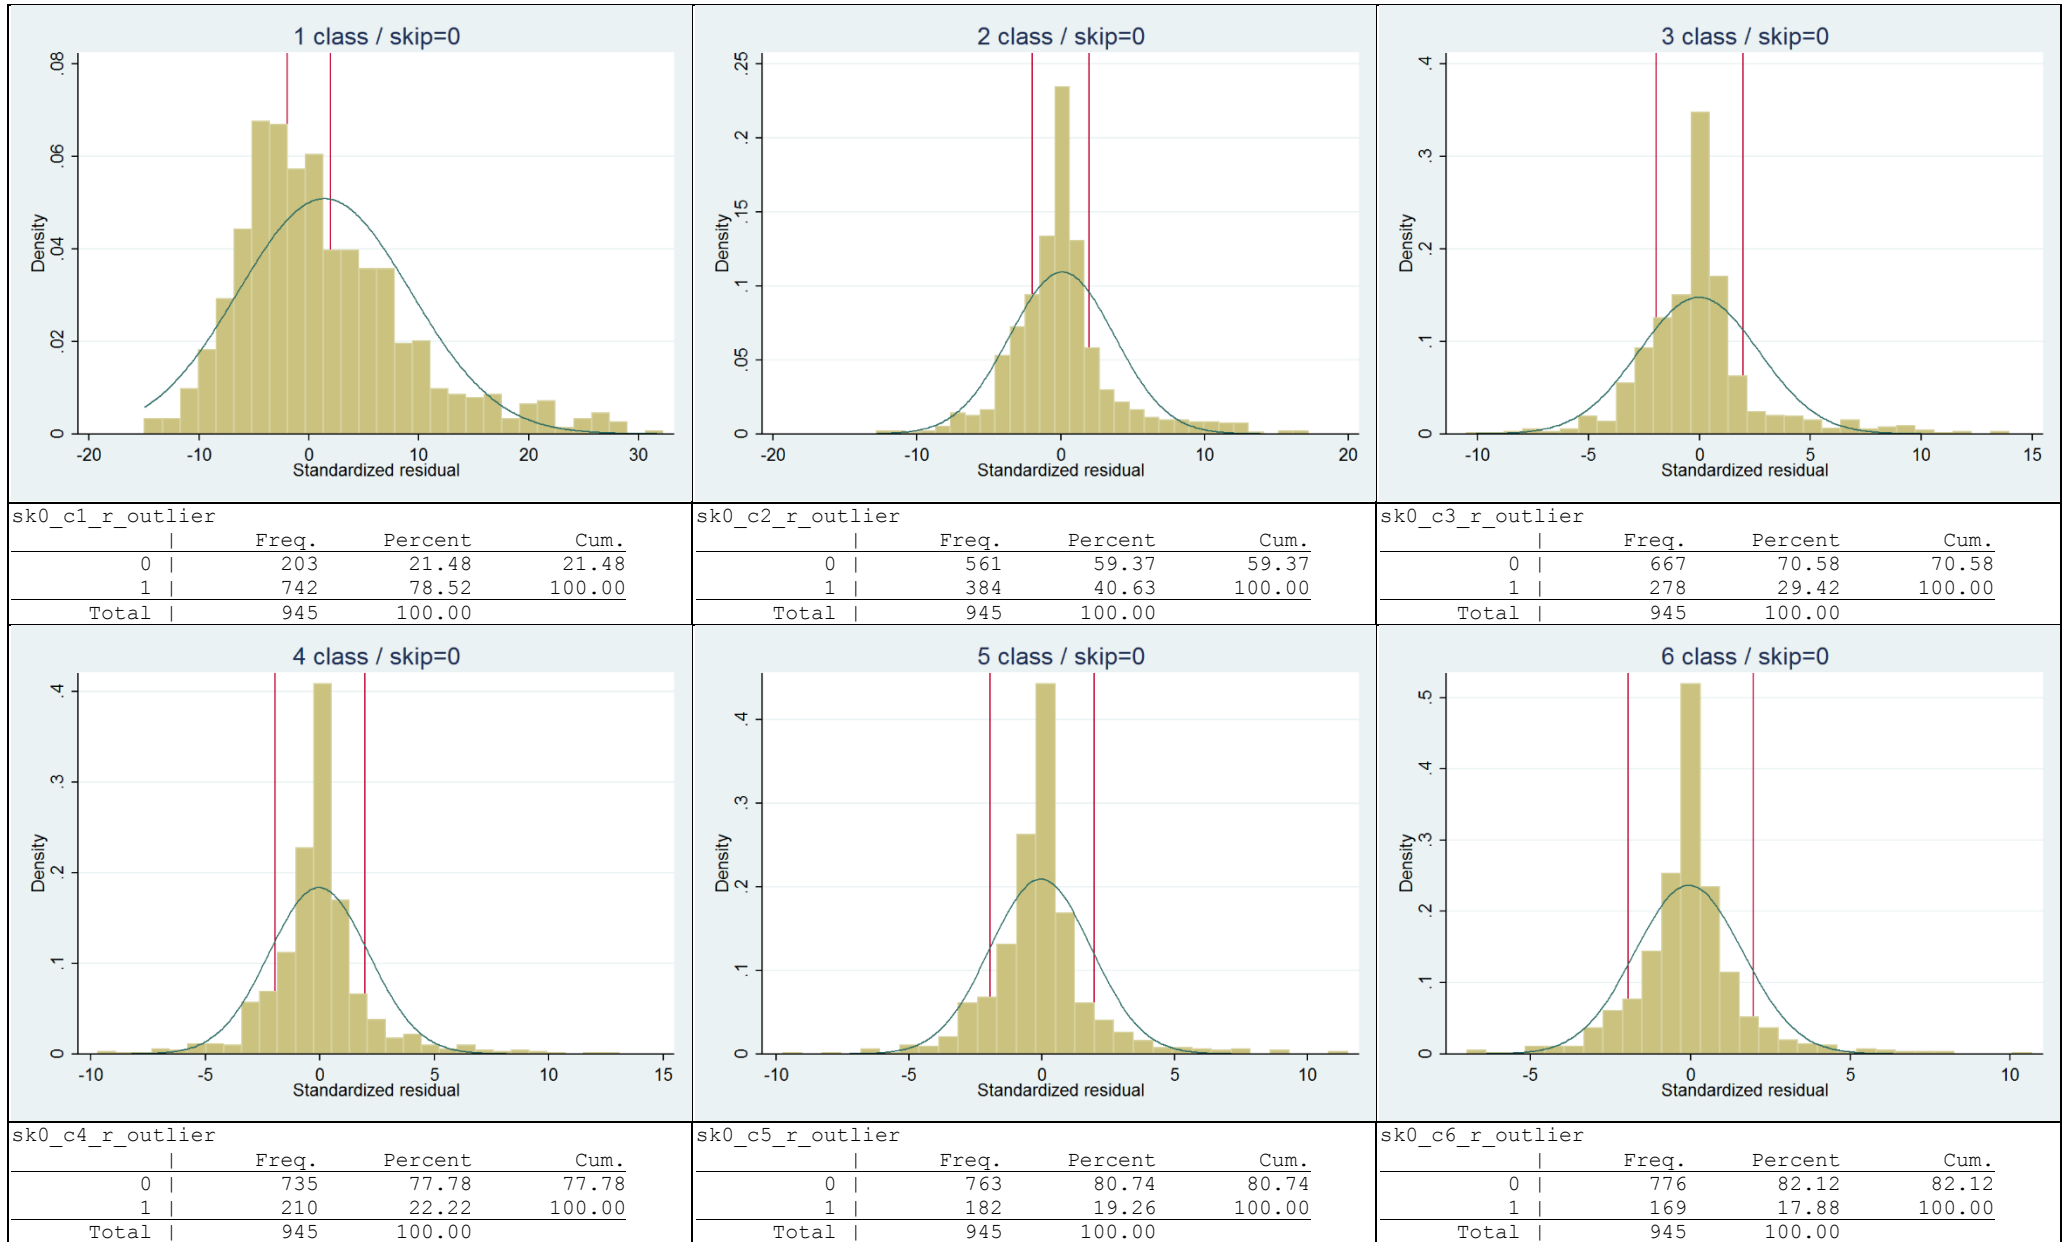 1 class / skip=0
.08
.06
.04
.02
0
Density
-20 -10 0 10 20 30
Standardized residual
2 class / skip=0
.25
.2
.15
.1
.05
0
Density
-20 -10 0 10 20
Standardized residual
3 class / skip=0
.4
.3
.2
.1
0
Density
-10 -5 0 5 10 15
Standardized residual
sk0_c1_r_outlier
| Freq. Percent Cum.
0 | 203 21.48 21.48
1 | 742 78.52 100.00
Total | 945 100.00
sk0_c2_r_outlier
| Freq. Percent Cum.
0 | 561 59.37 59.37
1 | 384 40.63 100.00
Total | 945 100.00
sk0_c3_r_outlier
| Freq. Percent Cum.
0 | 667 70.58 70.58
1 | 278 29.42 100.00
Total | 945 100.00
4 class / skip=0
.4
.3
.2
.1
0
Density
-10 -5 0 5 10 15
Standardized residual
5 class / skip=0
.4
.3
.2
.1
0
Density
-10 -5 0 5 10
Standardized residual
6 class / skip=0
.5
.4
.3
.2
.1
0
Density
-5 0 5 10
Standardized residual
sk0_c4_r_outlier
| Freq. Percent Cum.
0 | 735 77.78 77.78
1 | 210 22.22 100.00
Total | 945 100.00
sk0_c5_r_outlier
| Freq. Percent Cum.
0 | 763 80.74 80.74
1 | 182 19.26 100.00
Total | 945 100.00
sk0_c6_r_outlier
| Freq. Percent Cum.
0 | 776 82.12 82.12
1 | 169 17.88 100.00
Total | 945 100.00